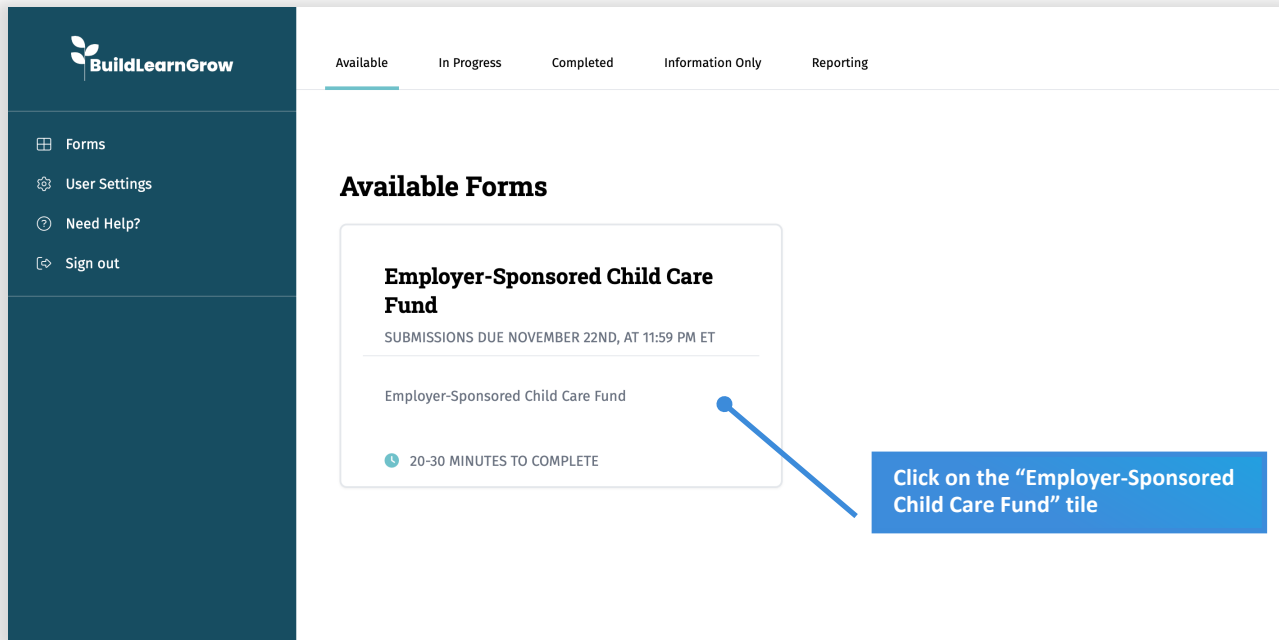 BuildLearnGrow
Forms
User Settings
Need Help?
Sign out
Available
In Progress
Completed
Information Only
Reporting
Available Forms
Employer-Sponsored Child Care
Fund
SUBMISSIONS DUE NOVEMBER 22ND, AT 11:59 PM ET
Employer-Sponsored Child Care Fund
20-30 MINUTES TO COMPLETE
Click on the “Employer-Sponsored
Child Care Fund” tile